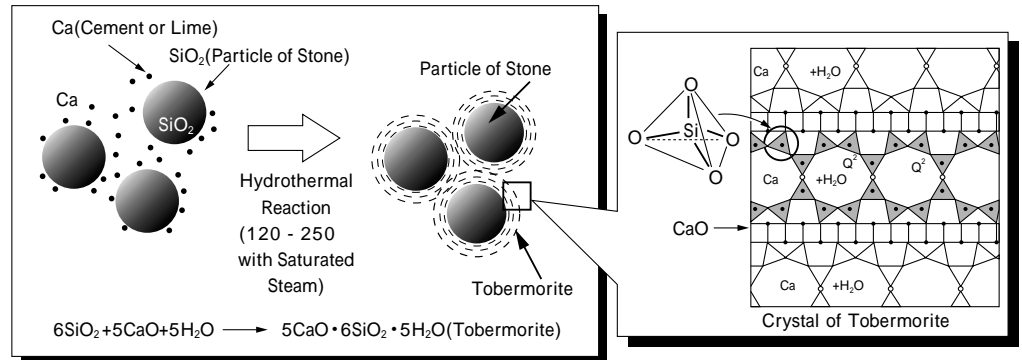 Ca(Cement or Lime)
SiO₂(Particle of Stone)
Ca
SiO₂
Hydrothermal
Reaction
(120 - 250
with Saturated
Steam)
Particle of Stone
Tobermorite
6SiO₂+5CaO+5H₂O ⟶ 5CaO・6SiO₂・5H₂O(Tobermorite)
O
O
Si
O
O
O
CaO
Ca +H₂O
Q² Q²
Ca +H₂O
Ca +H₂O
Crystal of Tobermorite